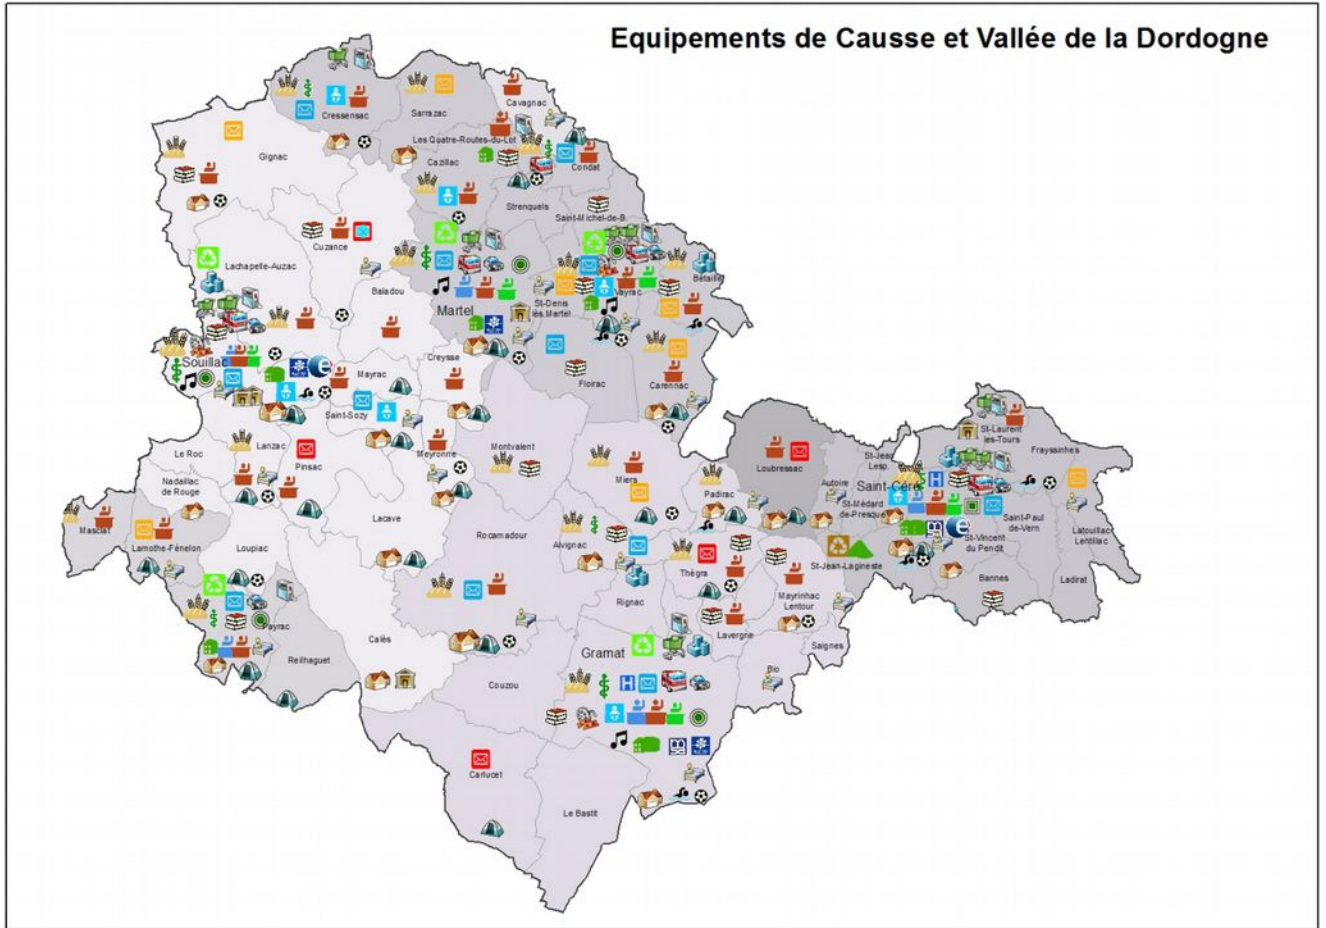 Equipements de Causse et Vallée de la Dordogne
Cressensac
Sarrazac
Cavagnac
Gignac
Les Quatre-Routes-du-Lot
Cazillac
Condat
Strenquels
Saint-Michel-de-B.
Cuzance
Lachapelle-Auzac
Baladou
Martel
St-Denis
lès.Martel
Vayrac
Bétaille
Souillac
Mayrac
Creysse
Floirac
Carennac
Saint-Sozy
Lanzac
Le Roc
Pinsac
Meyronne
Montvalent
Nadaillac
de Rouge
Miers
Padirac
Loubressac
Autoire
St-Jean
Lesp.
Saint-Céré
St-Laurent
les-Tours
Frayssinhes
St-Médard
de-Presque
Saint-Paul
de-Vern
Latouillac
Lentillac
St-Vincent
du Pendit
Masclat
Lamothe-Fénelon
Loupiac
Lacave
Rocamadour
Alvignac
Thégra
St-Jean-Lagineste
Bannes
Ladirat
Mayrinhac
Lentour
Rignac
Payrac
Reilhaguet
Calès
Lavergne
Saignes
Gramat
Couzou
Bio
Carlucet
Le Bastit